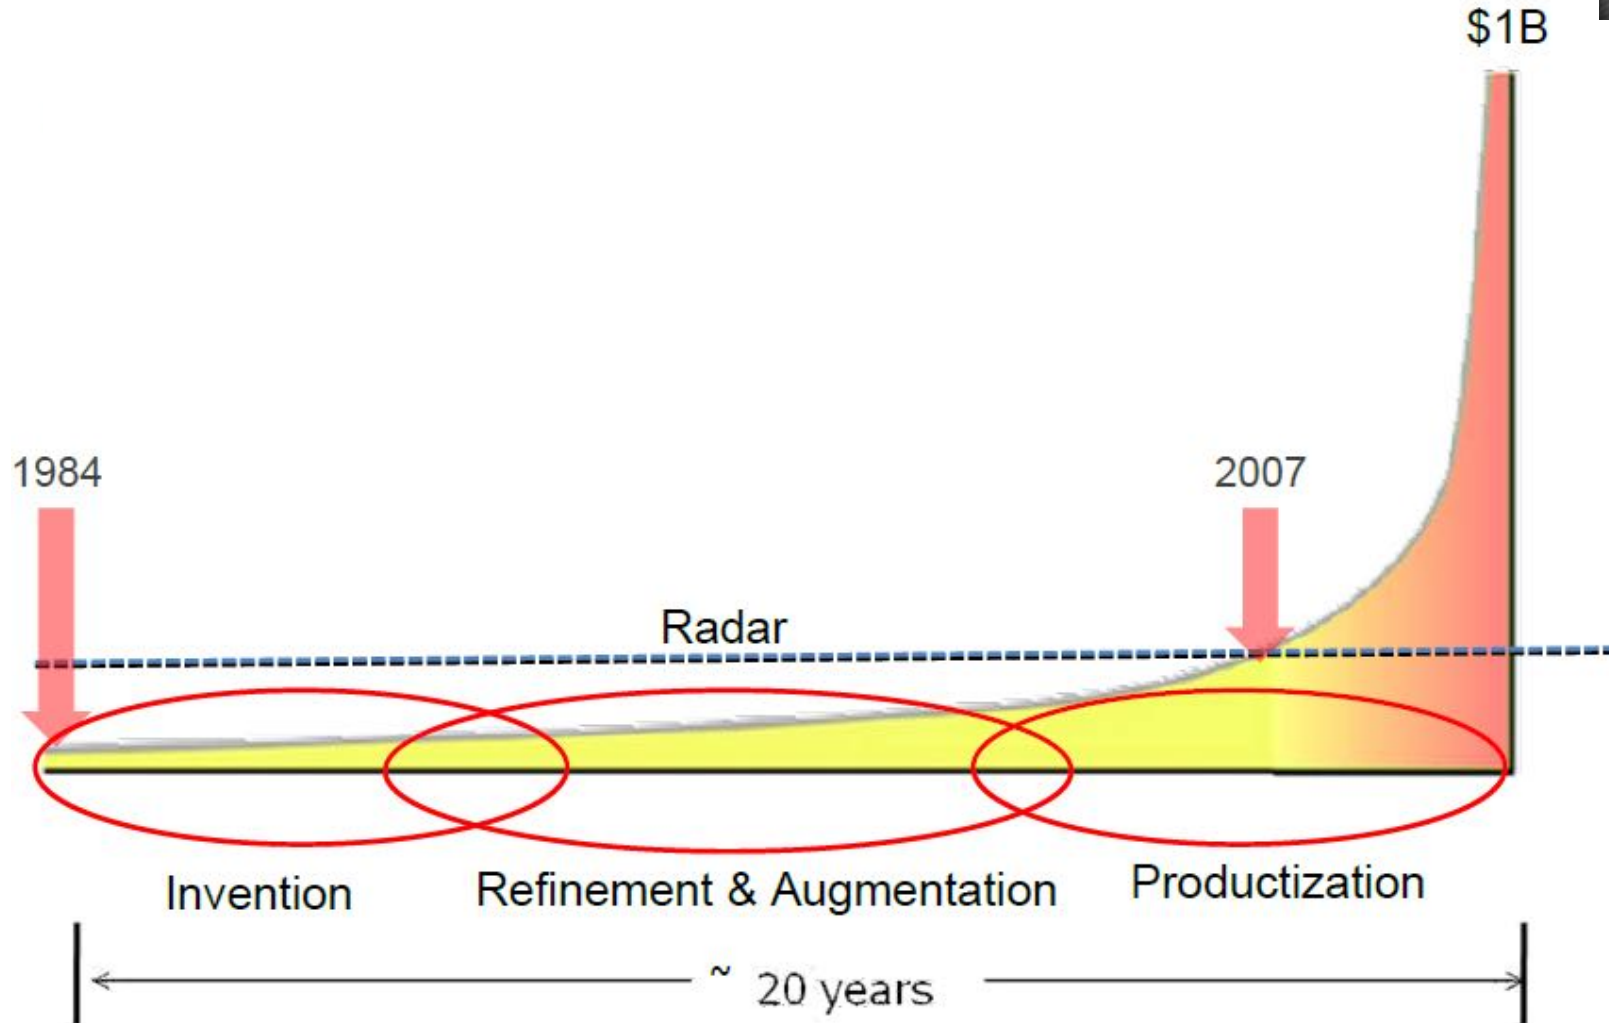 $1B
1984
2007
Radar
Invention
Refinement & Augmentation
Productization
~ 20 years